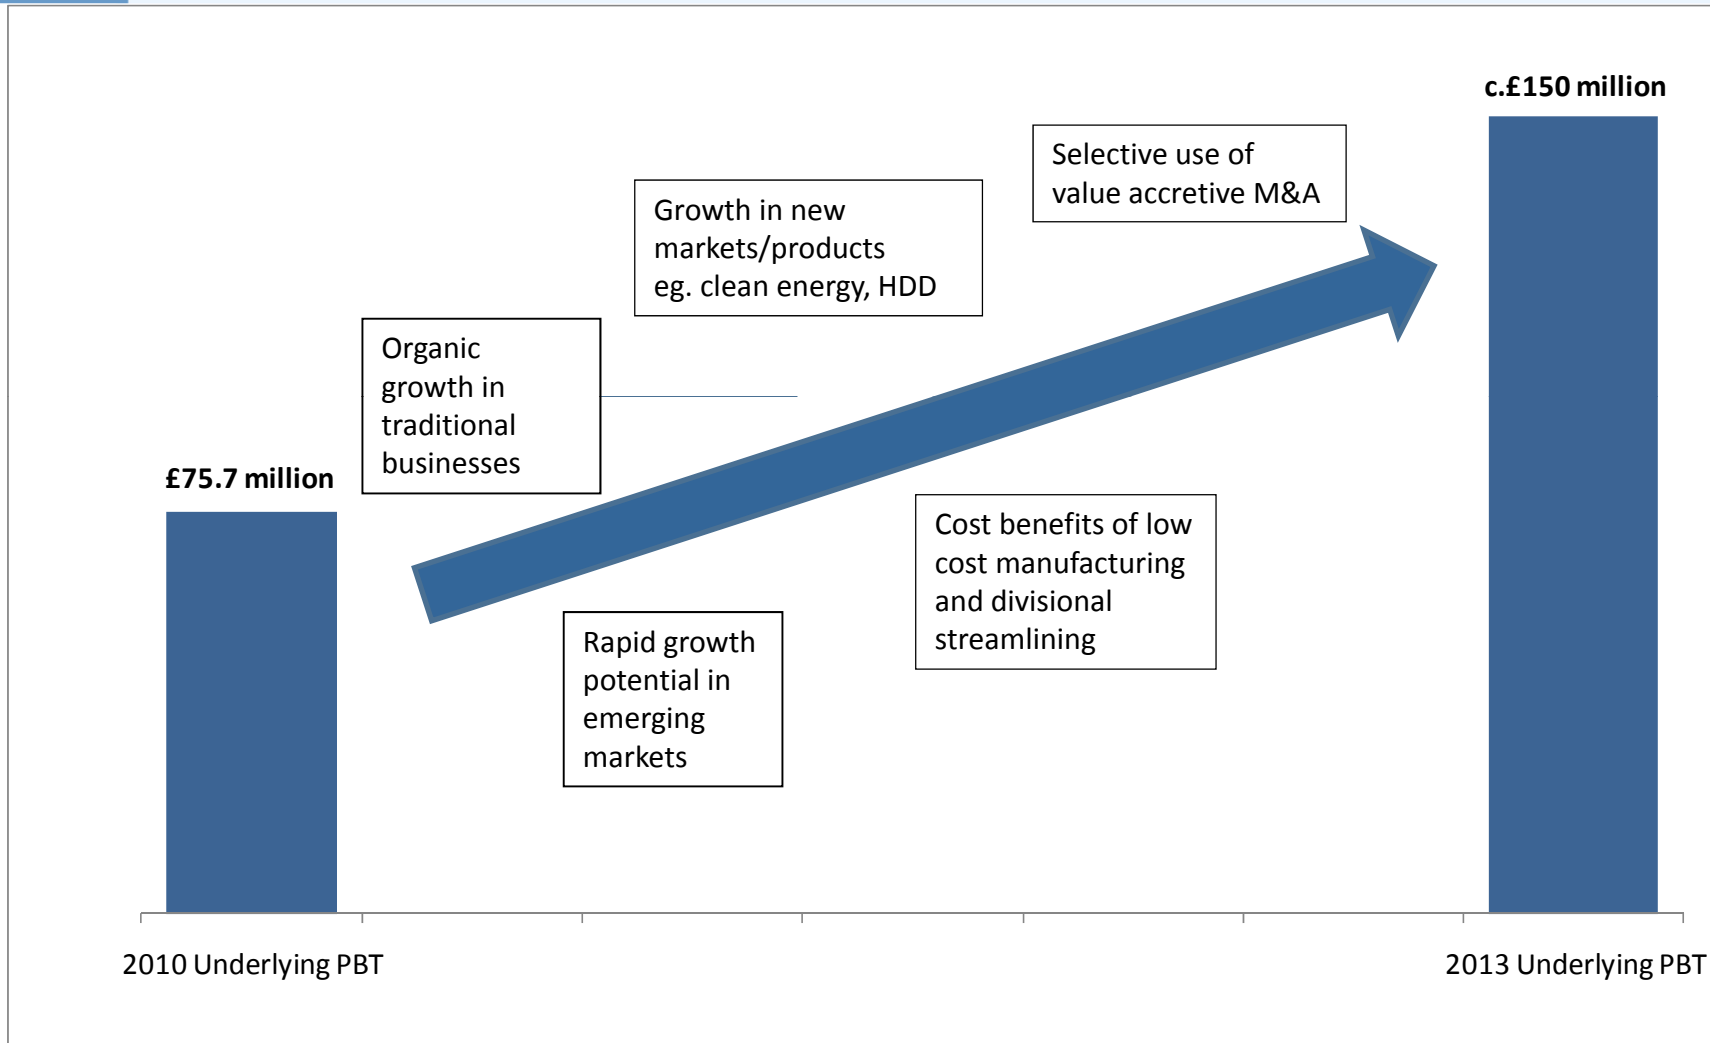 c.£150 million
Selective use of
value accretive M&A
Growth in new
markets/products
eg. clean energy, HDD
Organic
growth in
traditional
businesses
£75.7 million
Cost benefits of low
cost manufacturing
and divisional
streamlining
Rapid growth
potential in
emerging
markets
2010 Underlying PBT
2013 Underlying PBT